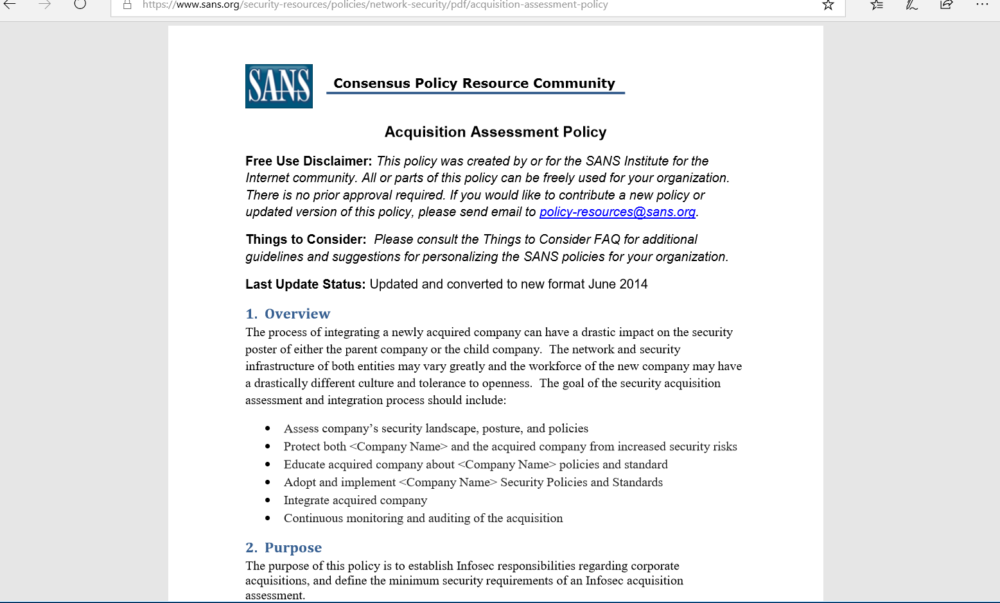 https://www.sans.org/security-resources/policies/network-security/pdf/acquisition-assessment-policy
SANS
Consensus Policy Resource Community
Acquisition Assessment Policy
Free Use Disclaimer: This policy was created by or for the SANS Institute for the
Internet community. All or parts of this policy can be freely used for your organization.
There is no prior approval required. If you would like to contribute a new policy or
updated version of this policy, please send email to policy-resources@sans.org.
Things to Consider: Please consult the Things to Consider FAQ for additional
guidelines and suggestions for personalizing the SANS policies for your organization.
Last Update Status: Updated and converted to new format June 2014
1. Overview
The process of integrating a newly acquired company can have a drastic impact on the security
poster of either the parent company or the child company. The network and security
infrastructure of both entities may vary greatly and the workforce of the new company may have
a drastically different culture and tolerance to openness. The goal of the security acquisition
assessment and integration process should include:
• Assess company’s security landscape, posture, and policies
• Protect both <Company Name> and the acquired company from increased security risks
• Educate acquired company about <Company Name> policies and standard
• Adopt and implement <Company Name> Security Policies and Standards
• Integrate acquired company
• Continuous monitoring and auditing of the acquisition
2. Purpose
The purpose of this policy is to establish Infosec responsibilities regarding corporate
acquisitions, and define the minimum security requirements of an Infosec acquisition
assessment.